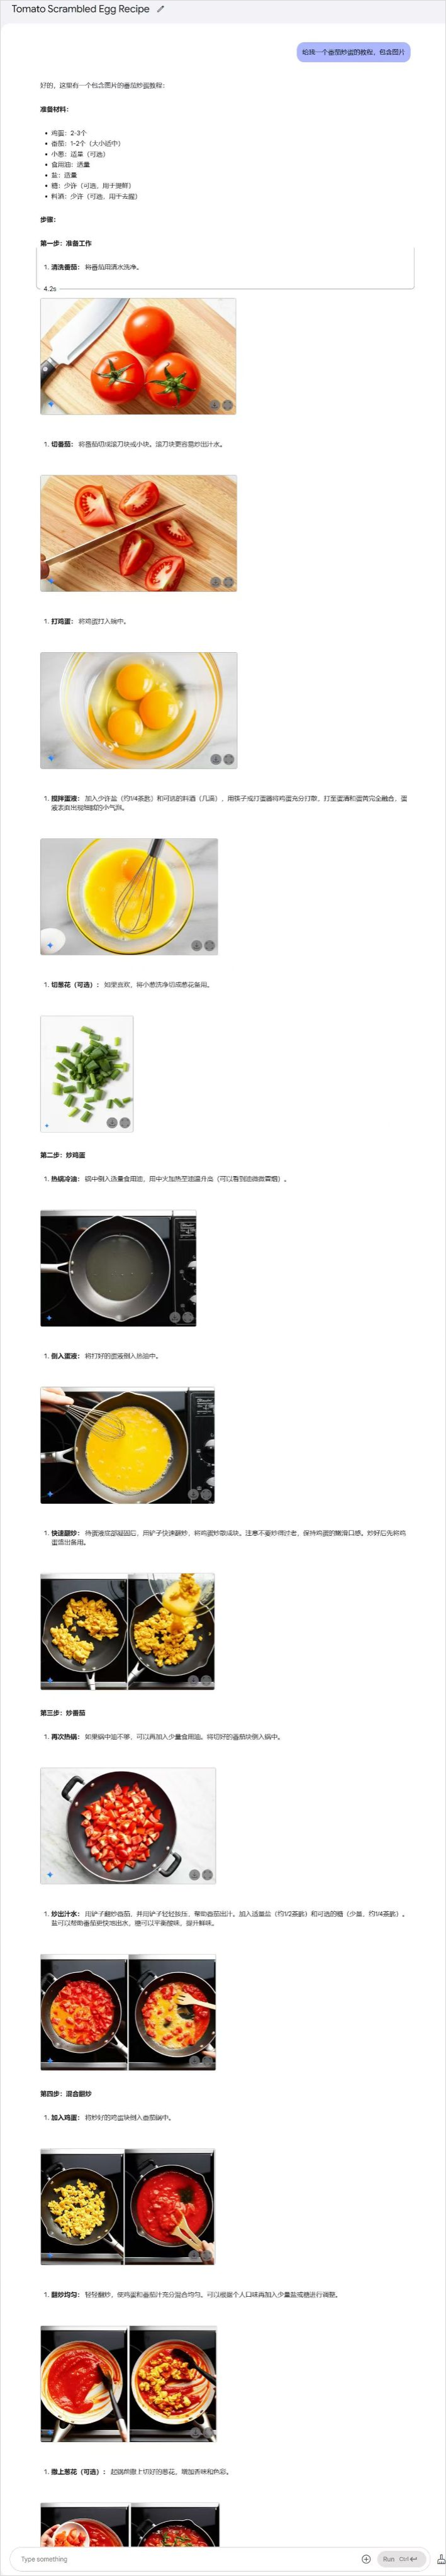 Tomato Scrambled Egg Recipe
给我一个番茄炒蛋的教程，包含图片
好的，这里有一个包含图片的番茄炒蛋教程：
准备材料：
鸡蛋：2-3个
番茄：1-2个（大小适中）
小葱：适量（可选）
食用油：适量
盐：适量
糖：少许（可选，用于提鲜）
料酒：少许（可选，用于去腥）
步骤：
第一步：准备工作
1. 清洗番茄： 将番茄用清水洗净。
4.2s
1. 切番茄： 将番茄切成滚刀块或小块。滚刀块更容易炒出汁水。
1. 打鸡蛋： 将鸡蛋打入碗中。
1. 搅拌蛋液： 加入少许盐（约1/4茶匙）和可选的料酒（几滴），用筷子或打蛋器将鸡蛋充分打散，打至蛋清和蛋黄完全融合，蛋
液表面出现细腻的小气泡。
1. 切葱花（可选）： 如果喜欢，将小葱洗净切成葱花备用。
第二步：炒鸡蛋
1. 热锅冷油： 锅中倒入适量食用油，用中火加热至油温升高（可以看到油微微冒烟）。
1. 倒入蛋液： 将打好的蛋液倒入热油中。
1. 快速翻炒： 待蛋液底部凝固后，用铲子快速翻炒，将鸡蛋炒散成块。注意不要炒得过老，保持鸡蛋的嫩滑口感。炒好后先将鸡
蛋盛出备用。
第三步：炒番茄
1. 再次热锅： 如果锅中油不够，可以再加入少量食用油。将切好的番茄块倒入锅中。
1. 炒出汁水： 用铲子翻炒番茄，并用铲子轻轻按压，帮助番茄出汁。加入适量盐（约1/2茶匙）和可选的糖（少量，约1/4茶匙）。
盐可以帮助番茄更快地出水，糖可以平衡酸味，提升鲜味。
第四步：混合翻炒
1. 加入鸡蛋： 将炒好的鸡蛋块倒入番茄锅中。
1. 翻炒均匀： 轻轻翻炒，使鸡蛋和番茄汁充分混合均匀。可以根据个人口味再加入少量盐或糖进行调整。
1. 撒上葱花（可选）： 起锅前撒上切好的葱花，增加香味和色彩。
Type something
Run Ctrl